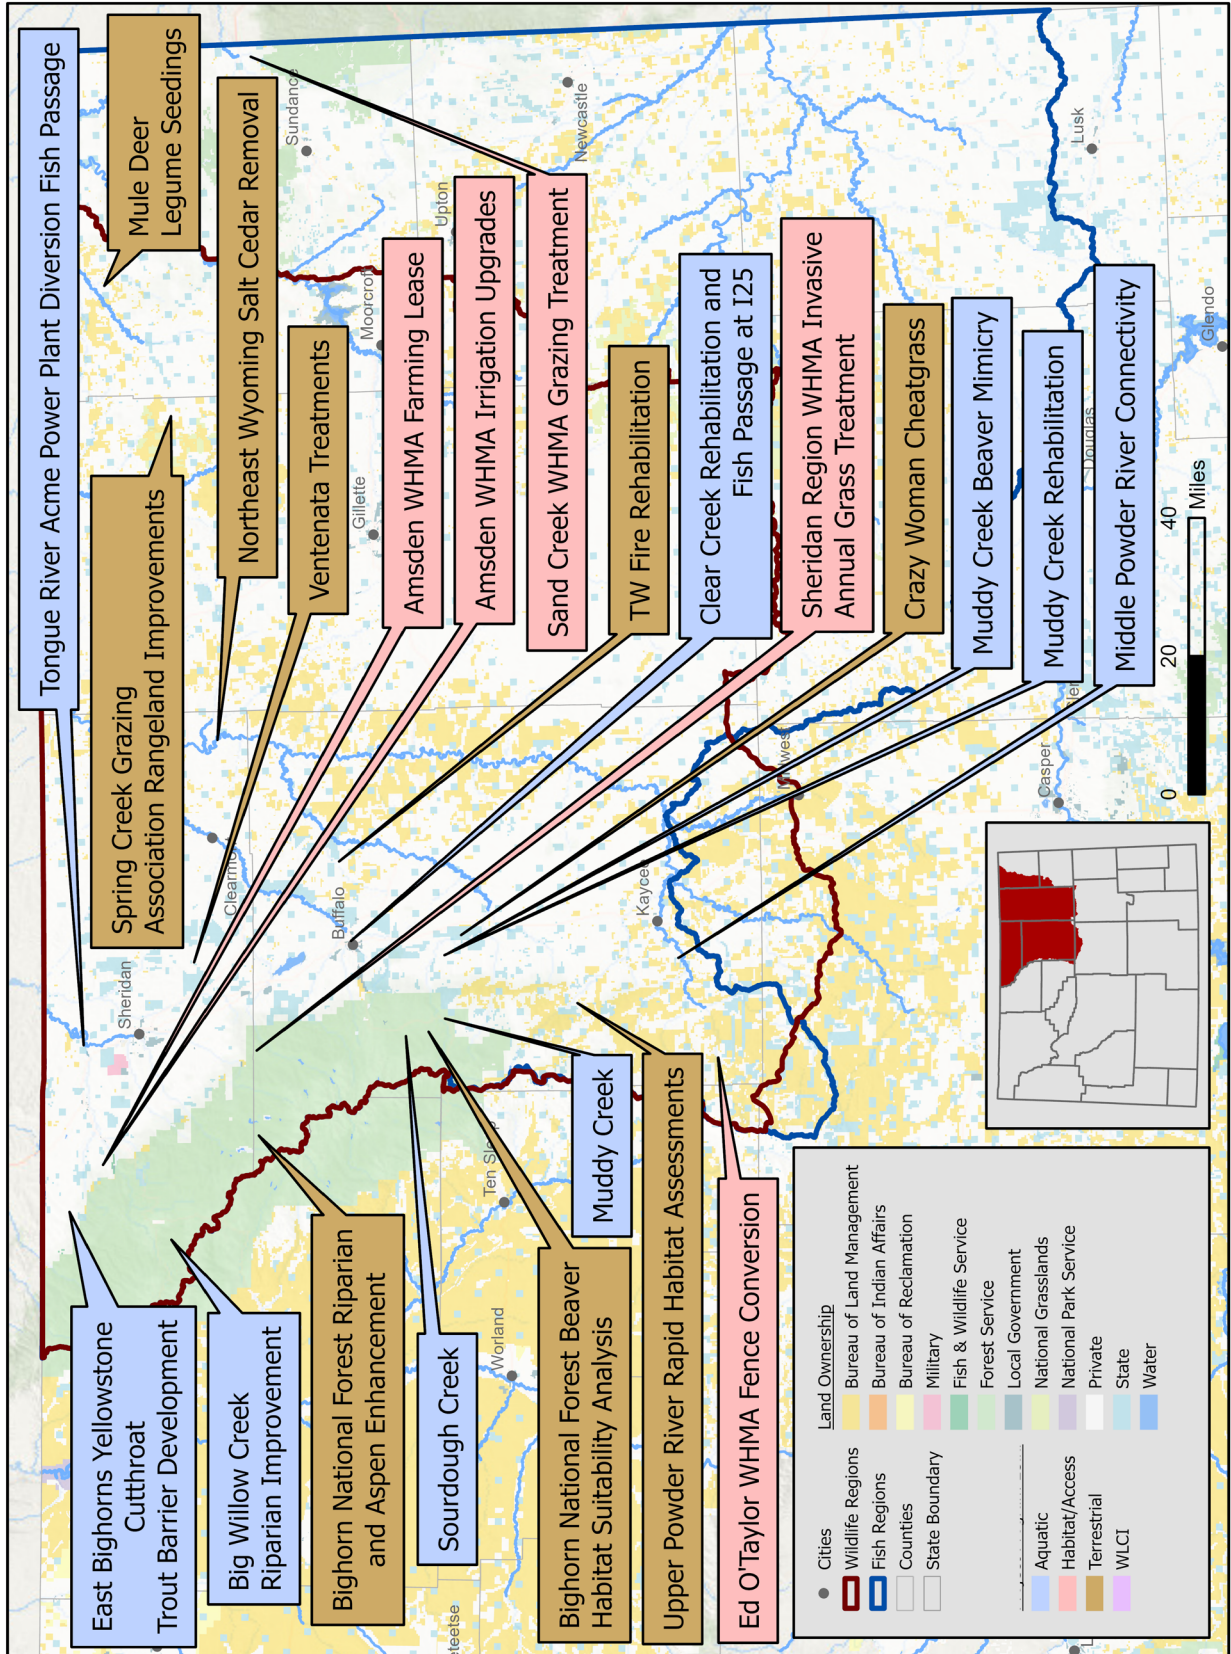 Tongue River Acme Power Plant Diversion Fish Passage
Mule Deer
Legume Seedings
Spring Creek Grazing
Association Rangeland Improvements
Northeast Wyoming Salt Cedar Removal
Ventenata Treatments
Amsden WHMA Farming Lease
Amsden WHMA Irrigation Upgrades
Sand Creek WHMA Grazing Treatment
TW Fire Rehabilitation
Clear Creek Rehabilitation and
Fish Passage at I25
Sheridan Region WHMA Invasive
Annual Grass Treatment
Crazy Woman Cheatgrass
Muddy Creek Beaver Mimicry
Muddy Creek Rehabilitation
Middle Powder River Connectivity
East Bighorns Yellowstone
Cutthroat
Trout Barrier Development
Big Willow Creek
Riparian Improvement
Bighorn National Forest Riparian
and Aspen Enhancement
Sourdough Creek
Bighorn National Forest Beaver
Habitat Suitability Analysis
Muddy Creek
Upper Powder River Rapid Habitat Assessments
Ed O'Taylor WHMA Fence Conversion
Sheridan
Clearmont
Buffalo
Kaycee
Ten Sleep
Worland
Gillette
Moorcroft
Upton
Sundance
Newcastle
Lusk
Douglas
Glendo
Casper
Midwest
Cities
Wildlife Regions
Fish Regions
Counties
State Boundary
Aquatic
Habitat/Access
Terrestrial
WLCI
Land Ownership
Bureau of Land Management
Bureau of Indian Affairs
Bureau of Reclamation
Military
Fish & Wildlife Service
Forest Service
Local Government
National Grasslands
National Park Service
Private
State
Water
0 20 40
Miles